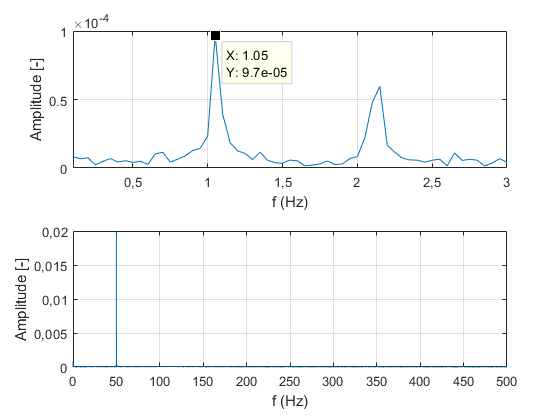 ×10⁻⁴
1
0.5
0
Amplitude [-]
X: 1.05
Y: 9.7e-05
0,5 1 1,5 2 2,5 3
f (Hz)
0,02
0,015
0,01
0,005
0
Amplitude [-]
0 50 100 150 200 250 300 350 400 450 500
f (Hz)